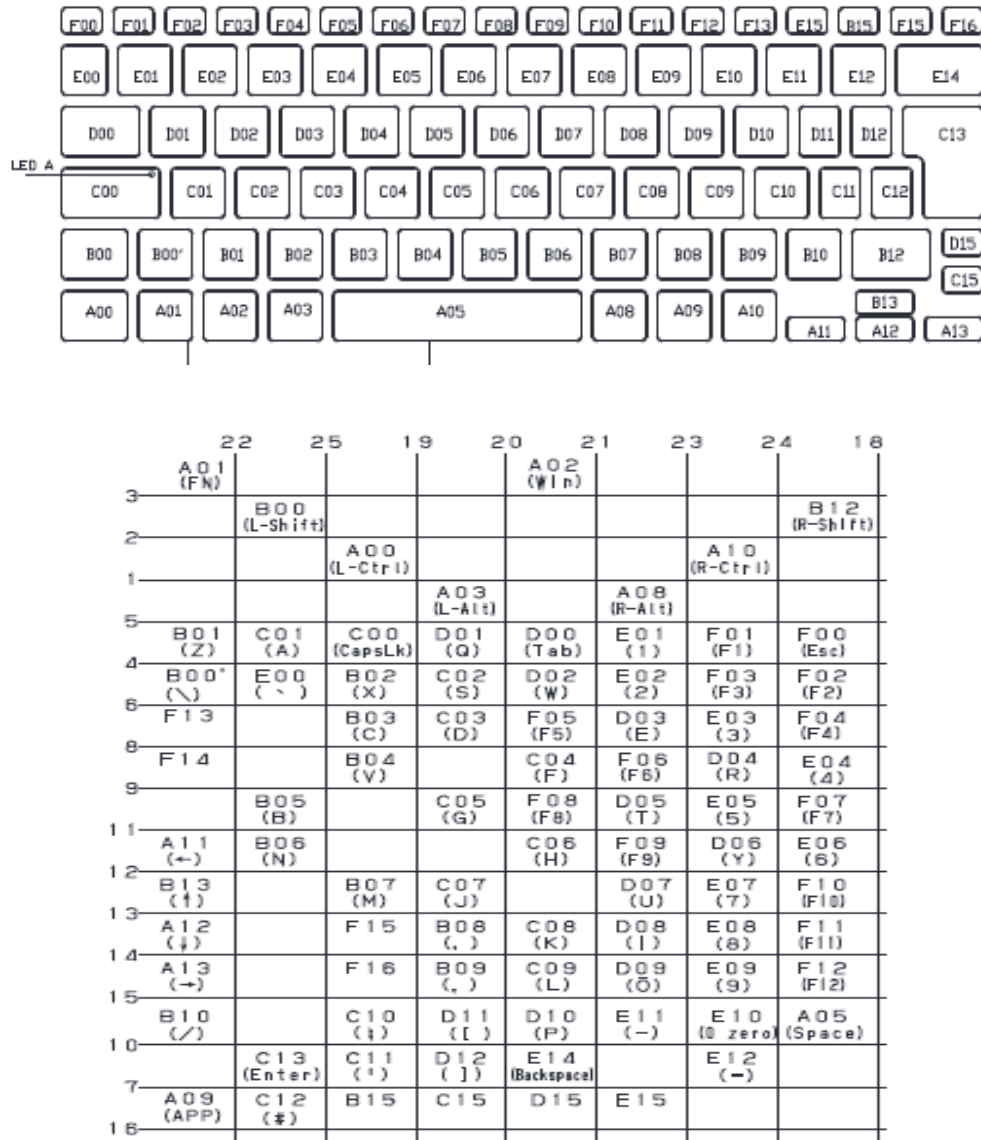 F00 F01 F02 F03 F04 F05 F06 F07 F08 F09 F10 F11 F12 F13 E15 B15 F15 F16
E00 E01 E02 E03 E04 E05 E06 E07 E08 E09 E10 E11 E12 E14
D00 D01 D02 D03 D04 D05 D06 D07 D08 D09 D10 D11 D12 C13
LED A
C00 C01 C02 C03 C04 C05 C06 C07 C08 C09 C10 C11 C12
B00 B00' B01 B02 B03 B04 B05 B06 B07 B08 B09 B10 B12 D15
C15
A00 A01 A02 A03 A05 A08 A09 A10 B13
A11 A12 A13
22 25 19 20 21 23 24 18
A01 A02
(FN) (Win)
3
B00 B12
(L-Shift) (R-Shift)
2
A00 A10
(L-Ctrl) (R-Ctrl)
1
A03 A08
(L-Alt) (R-Alt)
5
B01 C01 C00 D01 D00 E01 F01 F00
(Z) (A) (CapsLk) (Q) (Tab) (1) (F1) (Esc)
4
B00" E00 B02 C02 D02 E02 F03 F02
(\) (`) (X) (S) (W) (2) (F3) (F2)
6
F13 B03 C03 F05 D03 E03 F04
(C) (D) (F5) (E) (3) (F4)
8
F14 B04 C04 F06 D04 E04
(V) (F) (F6) (R) (4)
9
B05 C05 F08 D05 E05 F07
(B) (G) (F8) (T) (5) (F7)
11
A11 B06 C06 F09 D06 E06
(←) (N) (H) (F9) (Y) (6)
12
B13 B07 C07 D07 E07 F10
(↑) (M) (J) (U) (7) (F10)
13
A12 F15 B08 C08 D08 E08 F11
(↓) (,) (K) (I) (8) (F11)
14
A13 F16 B09 C09 D09 E09 F12
(→) (,) (L) (Ō) (9) (F12)
15
B10 C10 D11 D10 E11 E10 A05
(/) (;) ([) (P) (-) (0 zero) (Space)
10
C13 C11 D12 E14 E12
(Enter) (') (]) (Backspace) (-)
7
A09 C12 B15 C15 D15 E15
(APP) (#)
16